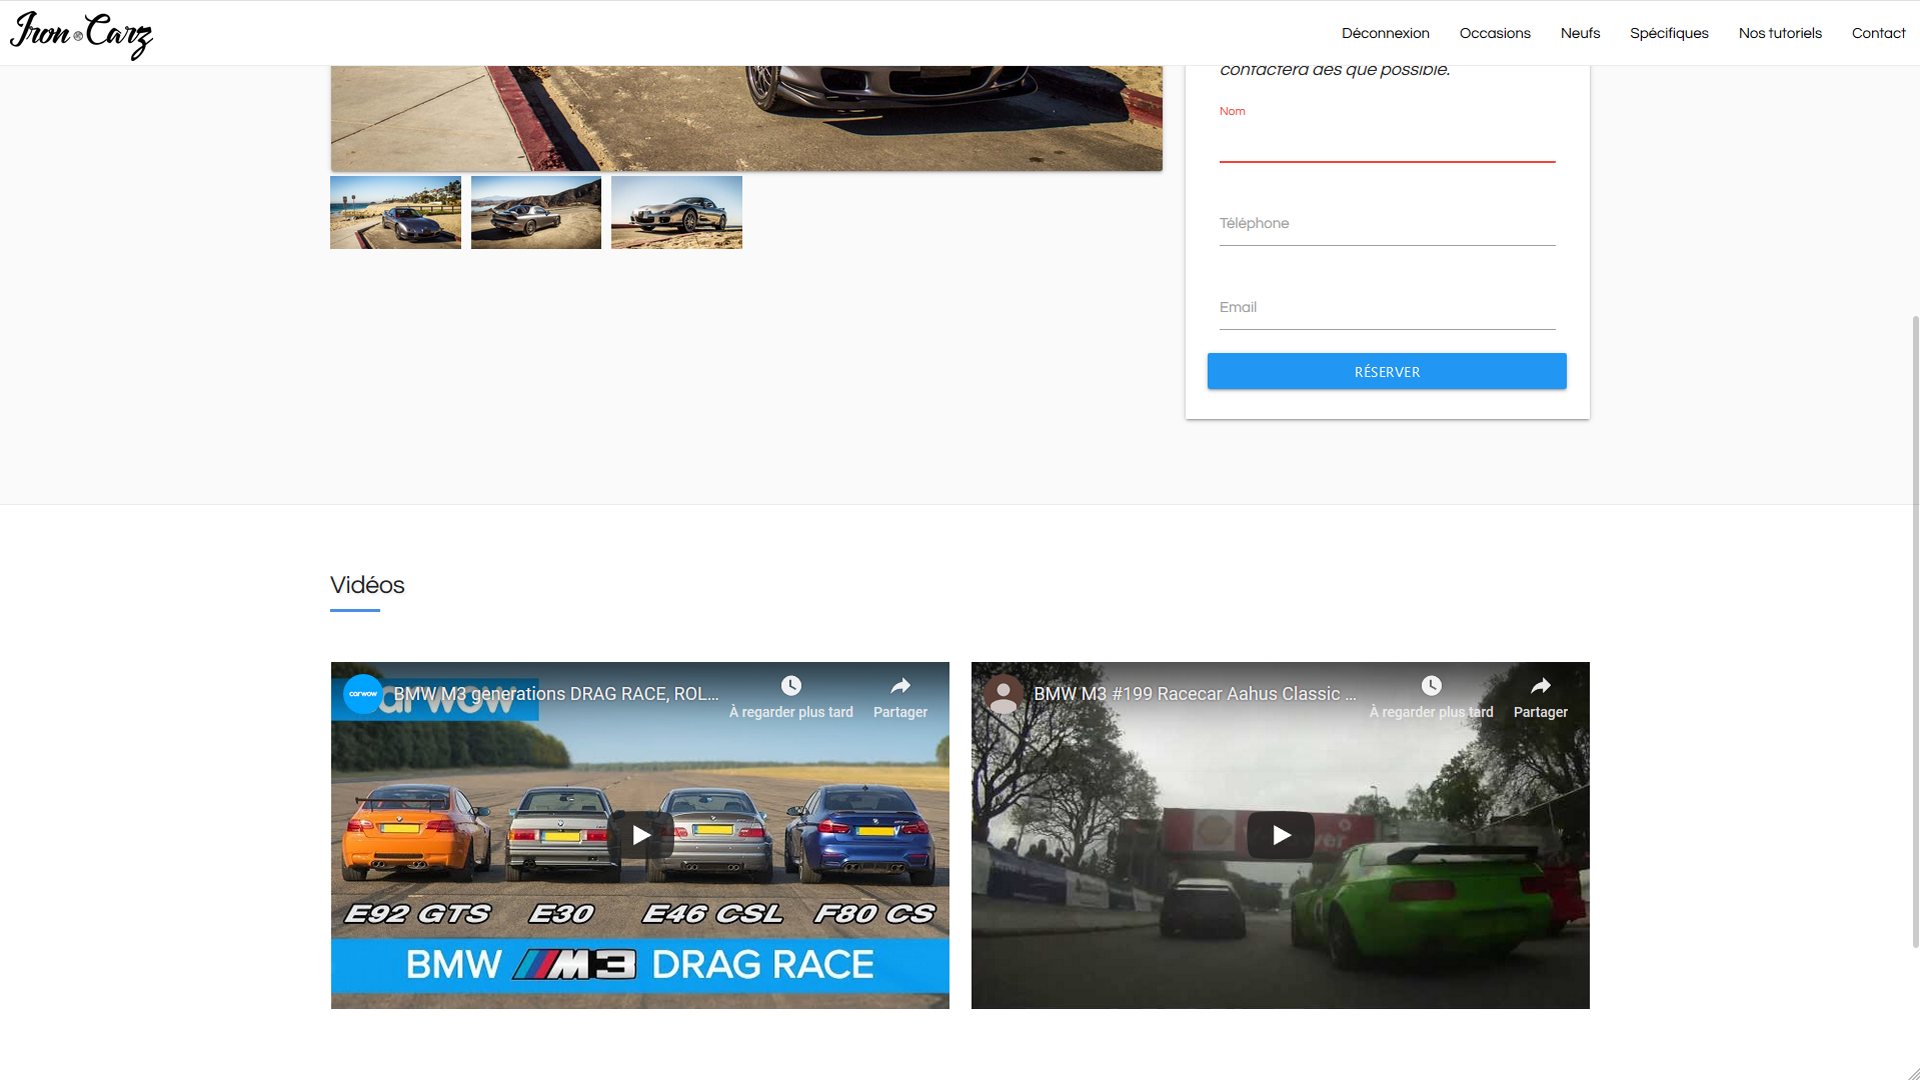 Iron Carz
Déconnexion Occasions Neufs Spécifiques Nos tutoriels Contact
contactera dès que possible.
Nom
Téléphone
Email
RÉSERVER
Vidéos
carwow BMW M3 generations DRAG RACE, ROL... À regarder plus tard Partager
E92 GTS E30 E46 CSL F80 CS
BMW M3 DRAG RACE
BMW M3 #199 Racecar Aahus Classic ... À regarder plus tard Partager